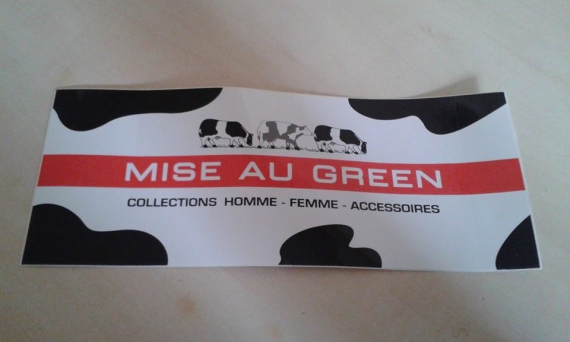 MISE AU GREEN
COLLECTIONS HOMME - FEMME - ACCESSOIRES